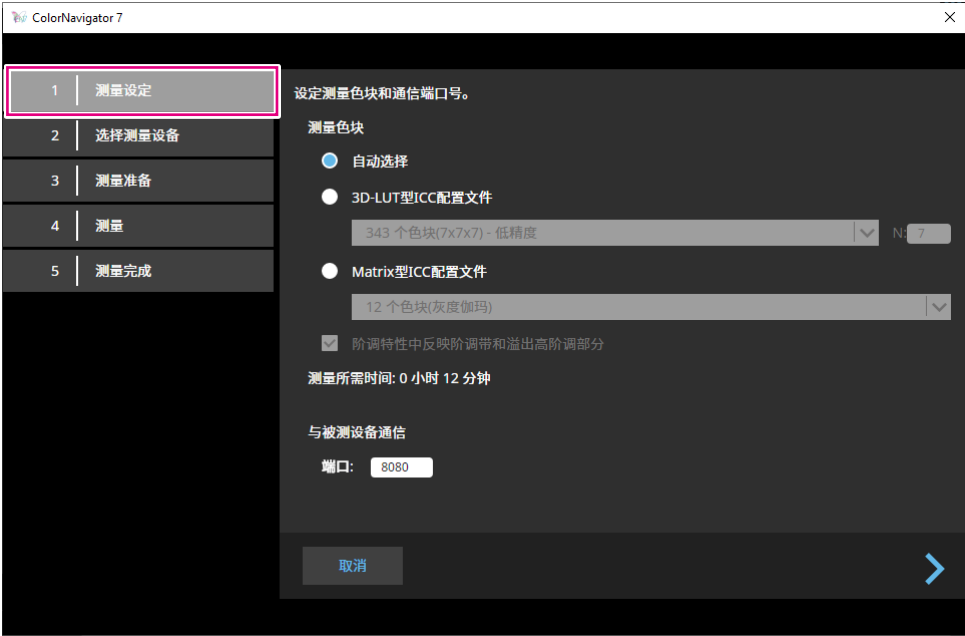 ColorNavigator 7
1 测量设定
2 选择测量设备
3 测量准备
4 测量
5 测量完成
设定测量色块和通信端口号。
测量色块
自动选择
3D-LUT型ICC配置文件
343 个色块(7x7x7) - 低精度 N: 7
Matrix型ICC配置文件
12 个色块(灰度伽玛)
阶调特性中反映阶调带和溢出高阶调部分
测量所需时间: 0 小时 12 分钟
与被测设备通信
端口: 8080
取消